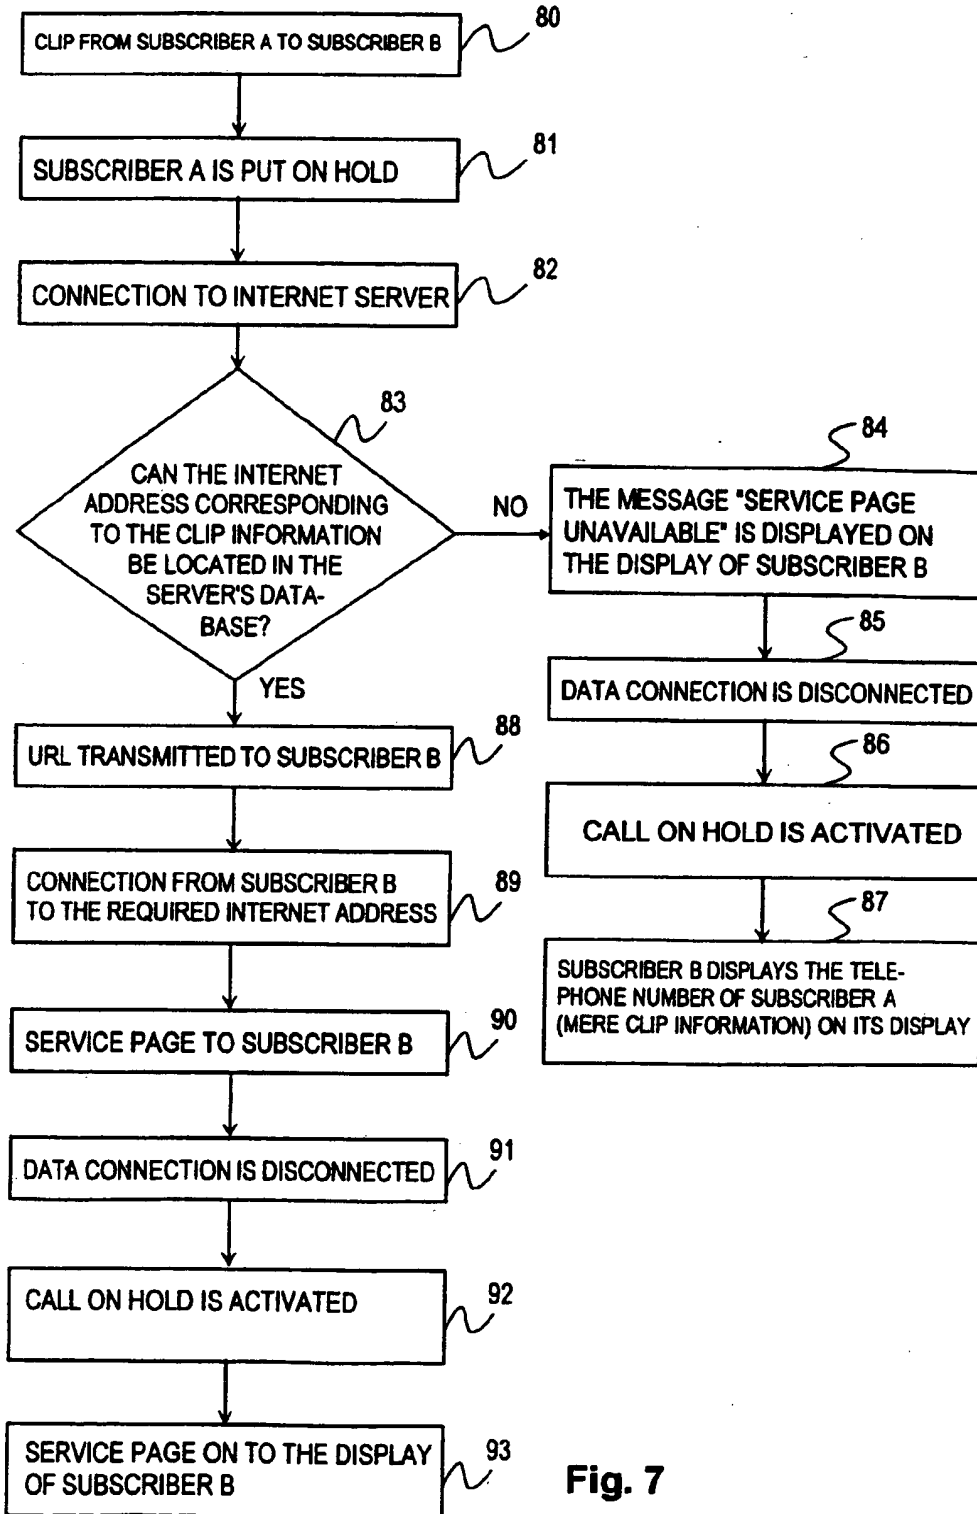 CLIP FROM SUBSCRIBER A TO SUBSCRIBER B
80
SUBSCRIBER A IS PUT ON HOLD
81
CONNECTION TO INTERNET SERVER
82
83
CAN THE INTERNET
ADDRESS CORRESPONDING
TO THE CLIP INFORMATION
BE LOCATED IN THE
SERVER'S DATA-
BASE?
NO
YES
84
THE MESSAGE "SERVICE PAGE
UNAVAILABLE" IS DISPLAYED ON
THE DISPLAY OF SUBSCRIBER B
85
DATA CONNECTION IS DISCONNECTED
86
CALL ON HOLD IS ACTIVATED
87
SUBSCRIBER B DISPLAYS THE TELE-
PHONE NUMBER OF SUBSCRIBER A
(MERE CLIP INFORMATION) ON ITS DISPLAY
URL TRANSMITTED TO SUBSCRIBER B
88
CONNECTION FROM SUBSCRIBER B
TO THE REQUIRED INTERNET ADDRESS
89
SERVICE PAGE TO SUBSCRIBER B
90
DATA CONNECTION IS DISCONNECTED
91
CALL ON HOLD IS ACTIVATED
92
SERVICE PAGE ON TO THE DISPLAY
OF SUBSCRIBER B
93
Fig. 7